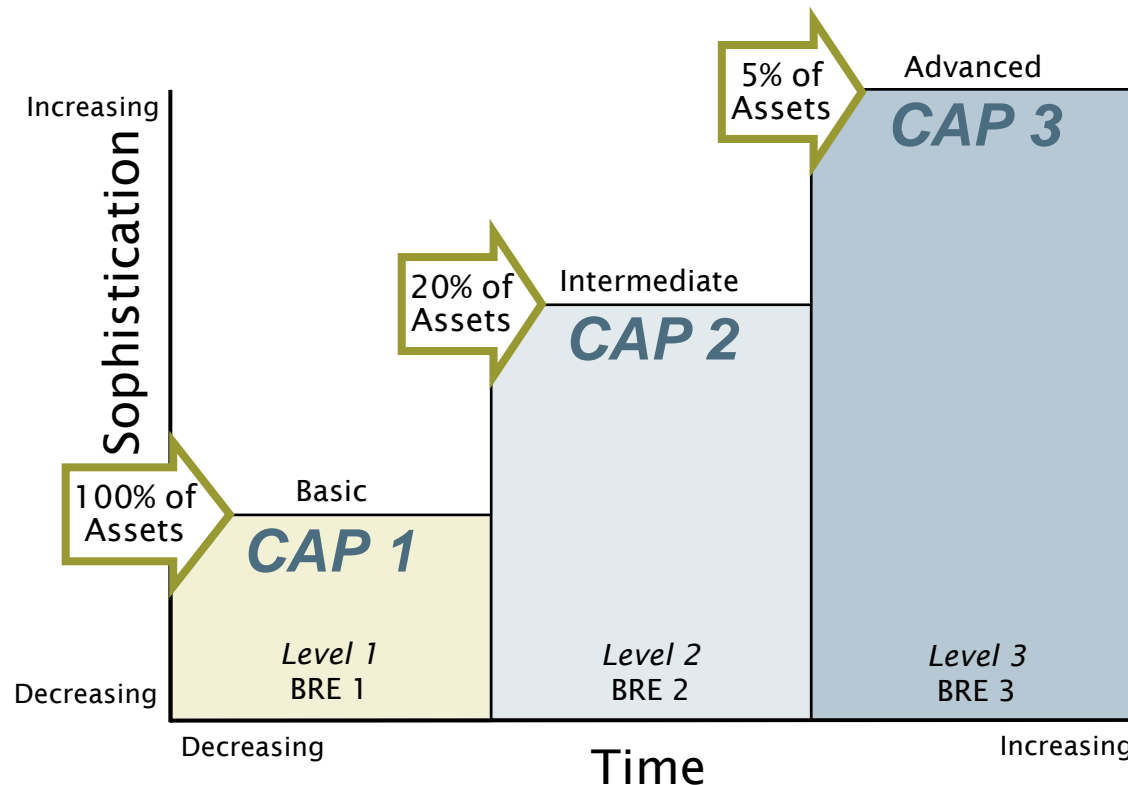 5% of
Assets
Advanced
CAP 3
Increasing
Sophistication
20% of
Assets
Intermediate
CAP 2
100% of
Assets
Basic
CAP 1
Level 1
BRE 1
Level 2
BRE 2
Level 3
BRE 3
Decreasing
Decreasing
Time
Increasing